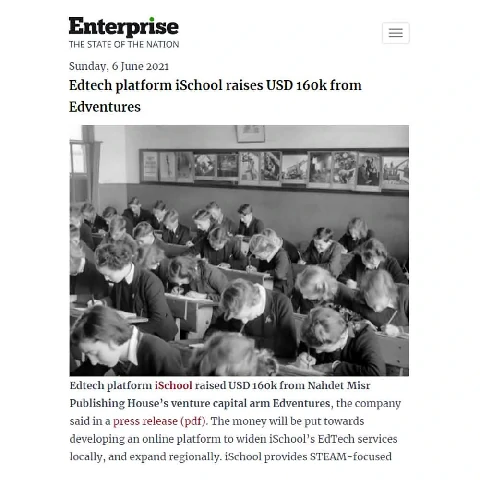 Enterprise
THE STATE OF THE NATION
Sunday, 6 June 2021
Edtech platform iSchool raises USD 160k from
Edventures
Edtech platform iSchool raised USD 160k from Nahdet Misr
Publishing House's venture capital arm Edventures, the company
said in a press release (pdf). The money will be put towards
developing an online platform to widen iSchool's EdTech services
locally, and expand regionally. iSchool provides STEAM-focused